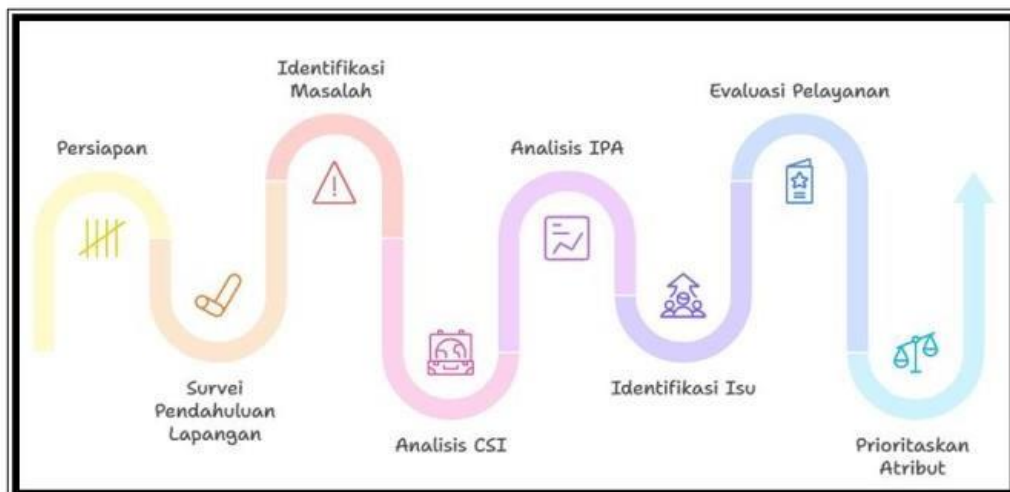 Persiapan
Survei
Pendahuluan
Lapangan
Identifikasi
Masalah
Analisis CSI
Analisis IPA
Identifikasi Isu
Evaluasi Pelayanan
Prioritaskan
Atribut